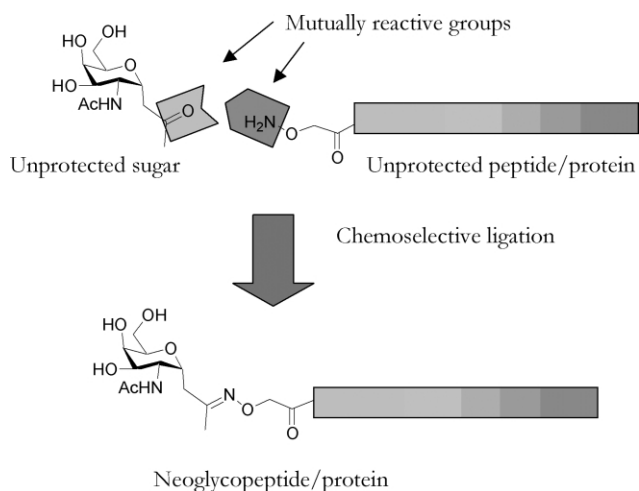 Mutually reactive groups
HO OH
O
HO
AcHN
O
H2N
O
O
Unprotected sugar
Unprotected peptide/protein
Chemoselective ligation
HO OH
O
HO
AcHN
N
O
O
Neoglycopeptide/protein